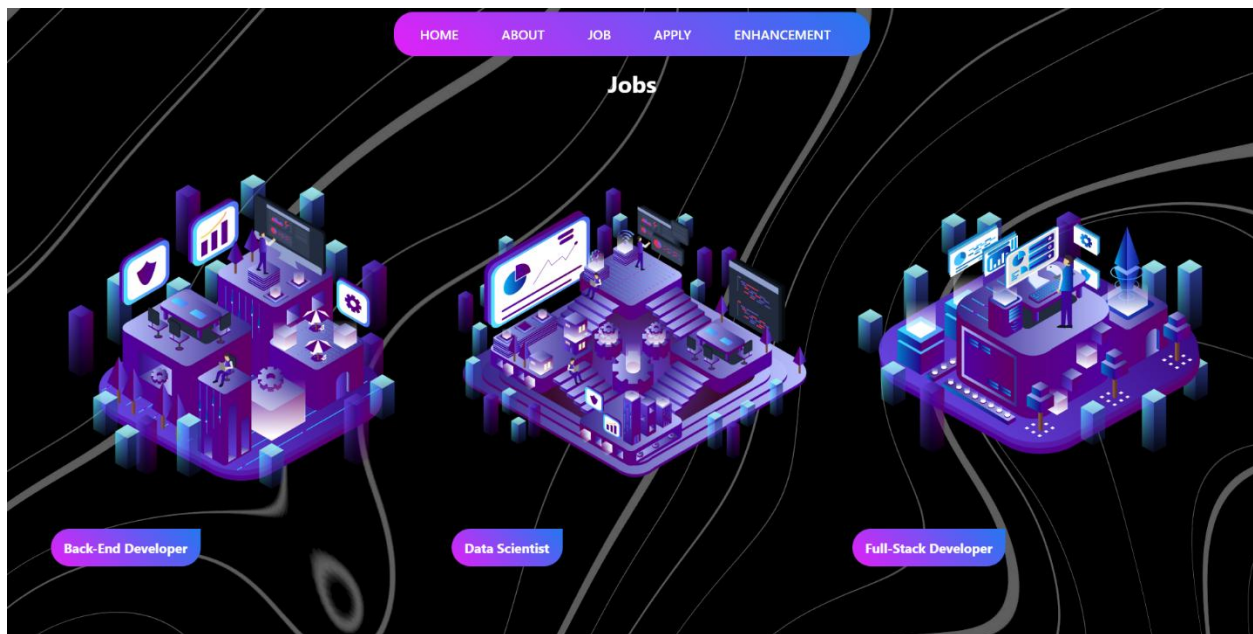 HOME ABOUT JOB APPLY ENHANCEMENT
Jobs
Back-End Developer Data Scientist Full-Stack Developer